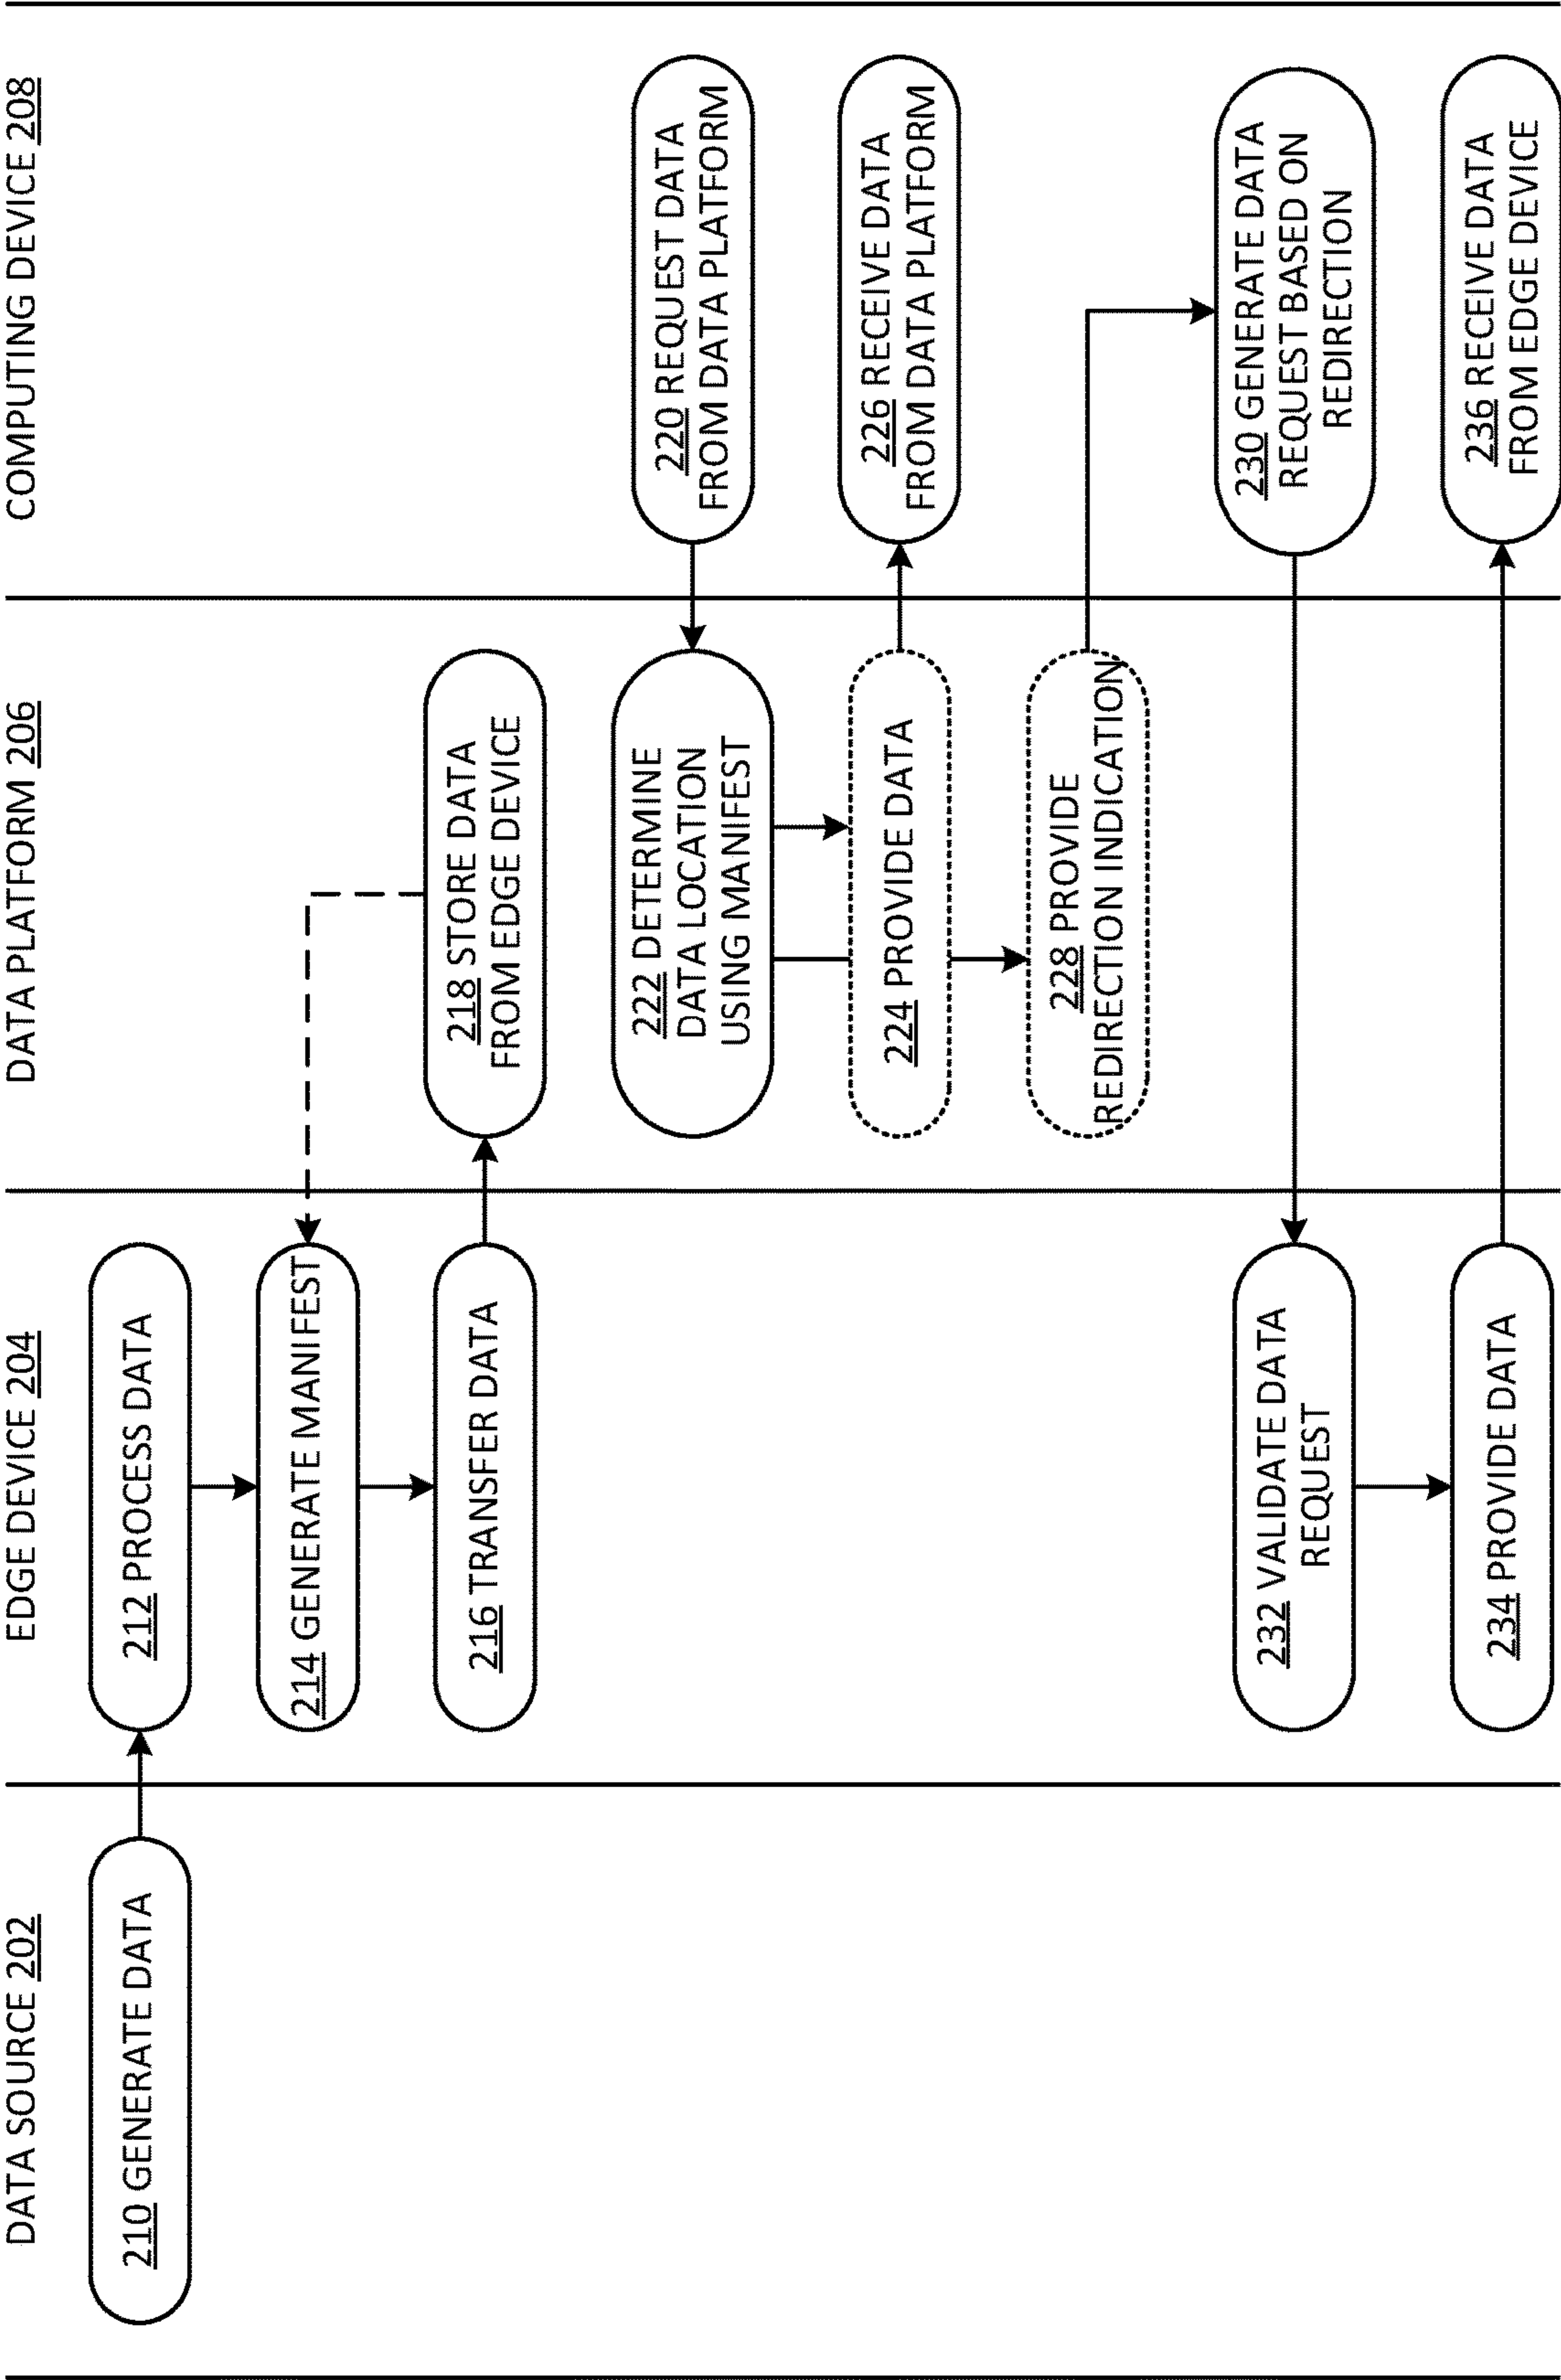 DATA SOURCE 202
EDGE DEVICE 204
DATA PLATFORM 206
COMPUTING DEVICE 208
210 GENERATE DATA
212 PROCESS DATA
214 GENERATE MANIFEST
216 TRANSFER DATA
218 STORE DATA
FROM EDGE DEVICE
220 REQUEST DATA
FROM DATA PLATFORM
222 DETERMINE
DATA LOCATION
USING MANIFEST
224 PROVIDE DATA
226 RECEIVE DATA
FROM DATA PLATFORM
228 PROVIDE
REDIRECTION INDICATION
230 GENERATE DATA
REQUEST BASED ON
REDIRECTION
232 VALIDATE DATA
REQUEST
234 PROVIDE DATA
236 RECEIVE DATA
FROM EDGE DEVICE